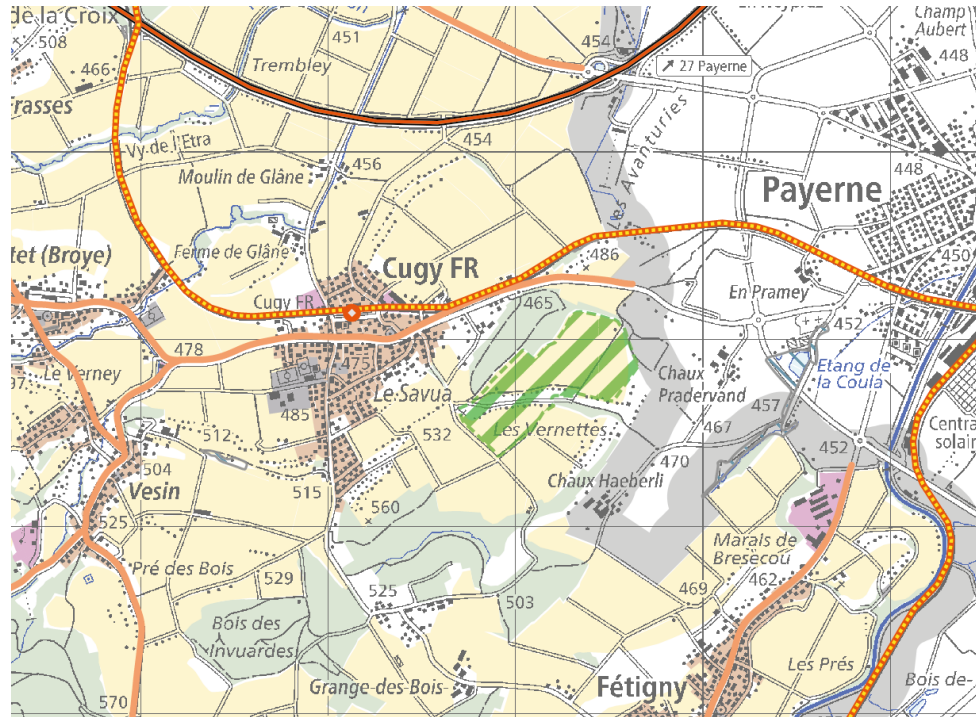 de la Croix
508
451
Trembley
454
27 Payerne
Champ
Aubert
448
466
454
Vy de l'Etra
456
Moulin de Glâne
Les Avanturies
448
Payerne
tet (Broye)
Ferme de Glâne
Cugy FR
486
450
Cugy FR
465
En Pramey
452
478
475
Etang de
la Coula
Le Verney
Le Savua
Chaux
Pradervand
457
485
512
532
Les Vernettes
467
452
Centra
solair
504
470
Vesin
515
Chaux Haeberli
560
525
Marais de
Bresecou
Pré des Bois
529
525
503
469
462
Bois des
Invuardes
Les Prés
Grange-des-Bois
Fétigny
Bois de-
570